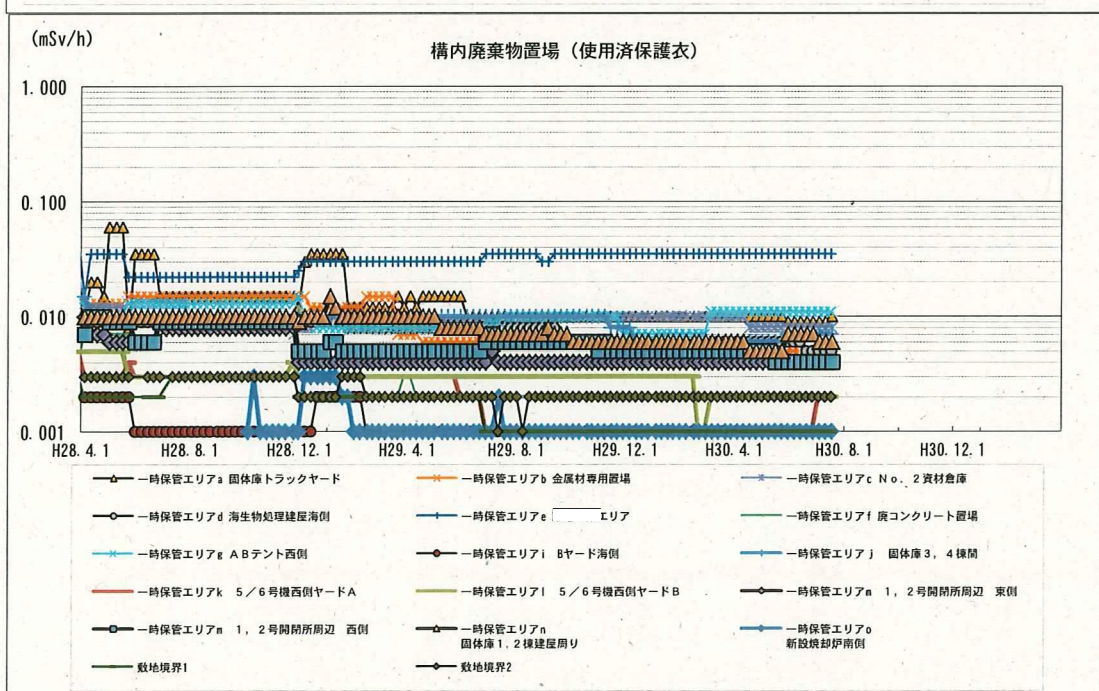 (mSv/h)
構内廃棄物置場（使用済保護衣）
1.000
0.100
0.010
0.001
H28.4.1 H28.8.1 H28.12.1 H29.4.1 H29.8.1 H29.12.1 H30.4.1 H30.8.1 H30.12.1
一時保管エリアa 固体庫トラックヤード 一時保管エリアb 金属材専用置場 一時保管エリアc Ｎｏ．２資材倉庫
一時保管エリアd 海生物処理建屋海側 一時保管エリアe エリア 一時保管エリアf 廃コンクリート置場
一時保管エリアg ＡＢテント西側 一時保管エリアi Ｂヤード海側 一時保管エリアj 固体庫３，４棟間
一時保管エリアk ５／６号機西側ヤードＡ 一時保管エリアl ５／６号機西側ヤードＢ 一時保管エリアm １，２号開閉所周辺 東側
一時保管エリアm １，２号開閉所周辺 西側 一時保管エリアn 一時保管エリアo
固体庫１,２棟建屋周り 新設焼却炉南側
敷地境界1 敷地境界2